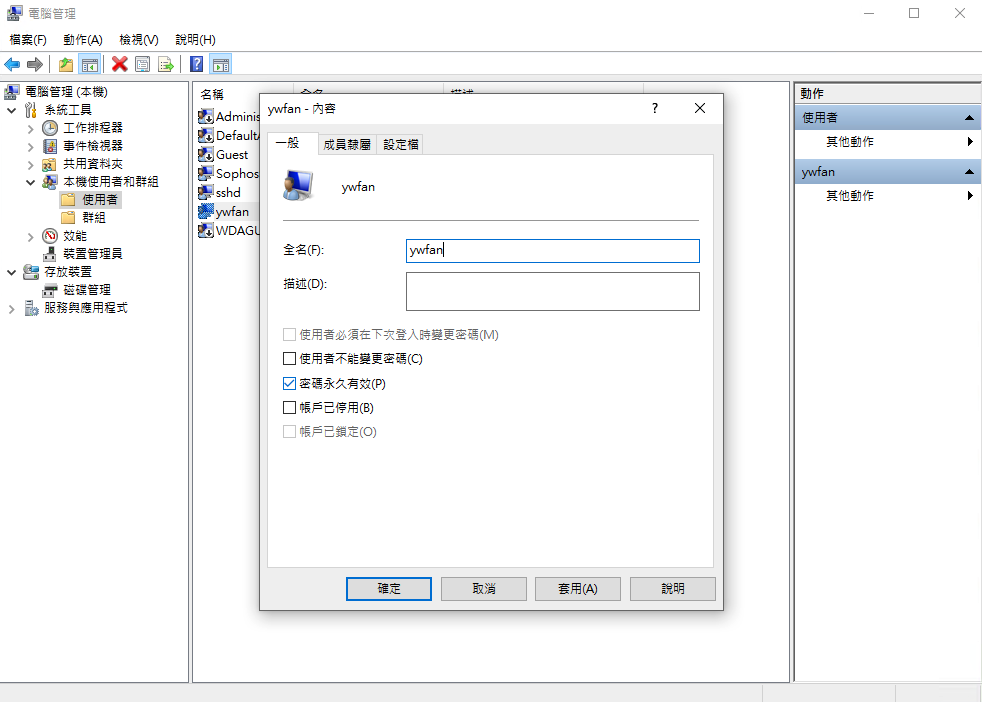 電腦管理
檔案(F) 動作(A) 檢視(V) 說明(H)
電腦管理 (本機)
系統工具
工作排程器
事件檢視器
共用資料夾
本機使用者和群組
使用者
群組
效能
裝置管理員
存放裝置
磁碟管理
服務與應用程式
名稱
Adminis
DefaultA
Guest
Sophos
sshd
ywfan
WDAGU
ywfan - 內容
?
一般 成員隸屬 設定檔
ywfan
全名(F): ywfan
描述(D):
使用者必須在下次登入時變更密碼(M)
使用者不能變更密碼(C)
密碼永久有效(P)
帳戶已停用(B)
帳戶已鎖定(O)
確定 取消 套用(A) 說明
動作
使用者
其他動作
ywfan
其他動作